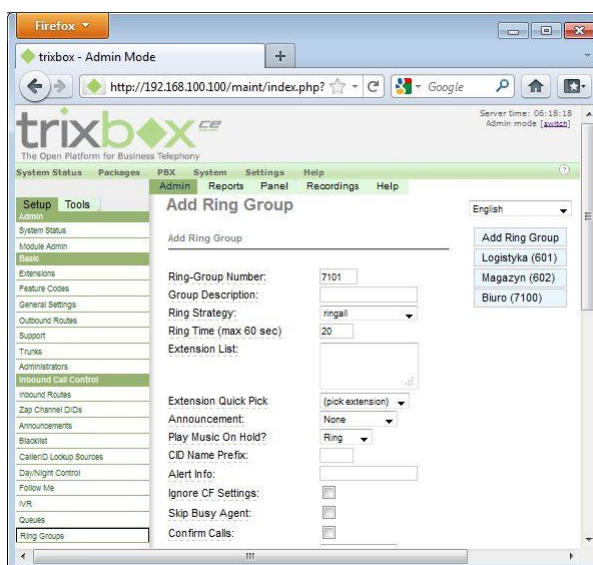 Firefox
trixbox - Admin Mode
http://192.168.100.100/maint/index.php?
Google
Server time: 06:18:18
Admin mode [switch]
trixbox ce
The Open Platform for Business Telephony
System Status Packages PBX System Settings Help
Admin Reports Panel Recordings Help
Setup Tools
Admin
System Status
Module Admin
Basic
Extensions
Feature Codes
General Settings
Outbound Routes
Support
Trunks
Administrators
Inbound Call Control
Inbound Routes
Zap Channel DIDs
Announcements
Blacklist
CallerID Lookup Sources
Day/Night Control
Follow Me
IVR
Queues
Ring Groups
Add Ring Group
Add Ring Group
Ring-Group Number: 7101
Group Description:
Ring Strategy: ringall
Ring Time (max 60 sec) 20
Extension List:
Extension Quick Pick (pick extension)
Announcement: None
Play Music On Hold? Ring
CID Name Prefix:
Alert Info:
Ignore CF Settings:
Skip Busy Agent:
Confirm Calls:
English
Add Ring Group
Logistyka (601)
Magazyn (602)
Biuro (7100)